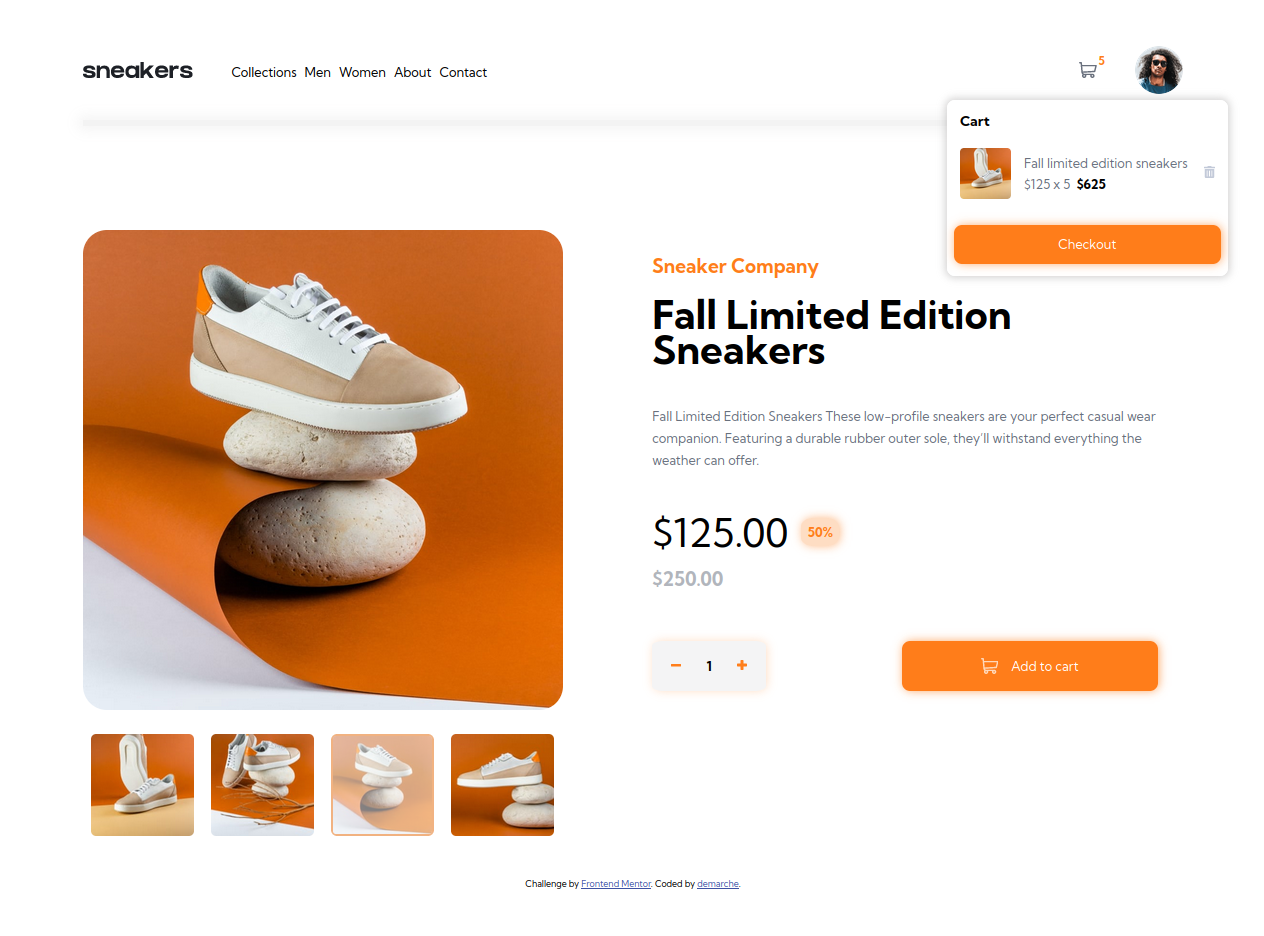 sneakers
Collections Men Women About Contact
5
Cart
Fall limited edition sneakers
$125 x 5 $625
Checkout
Sneaker Company
Fall Limited Edition
Sneakers
Fall Limited Edition Sneakers These low-profile sneakers are your perfect casual wear
companion. Featuring a durable rubber outer sole, they'll withstand everything the
weather can offer.
$125.00 50%
$250.00
1
Add to cart
Challenge by Frontend Mentor. Coded by demarche.